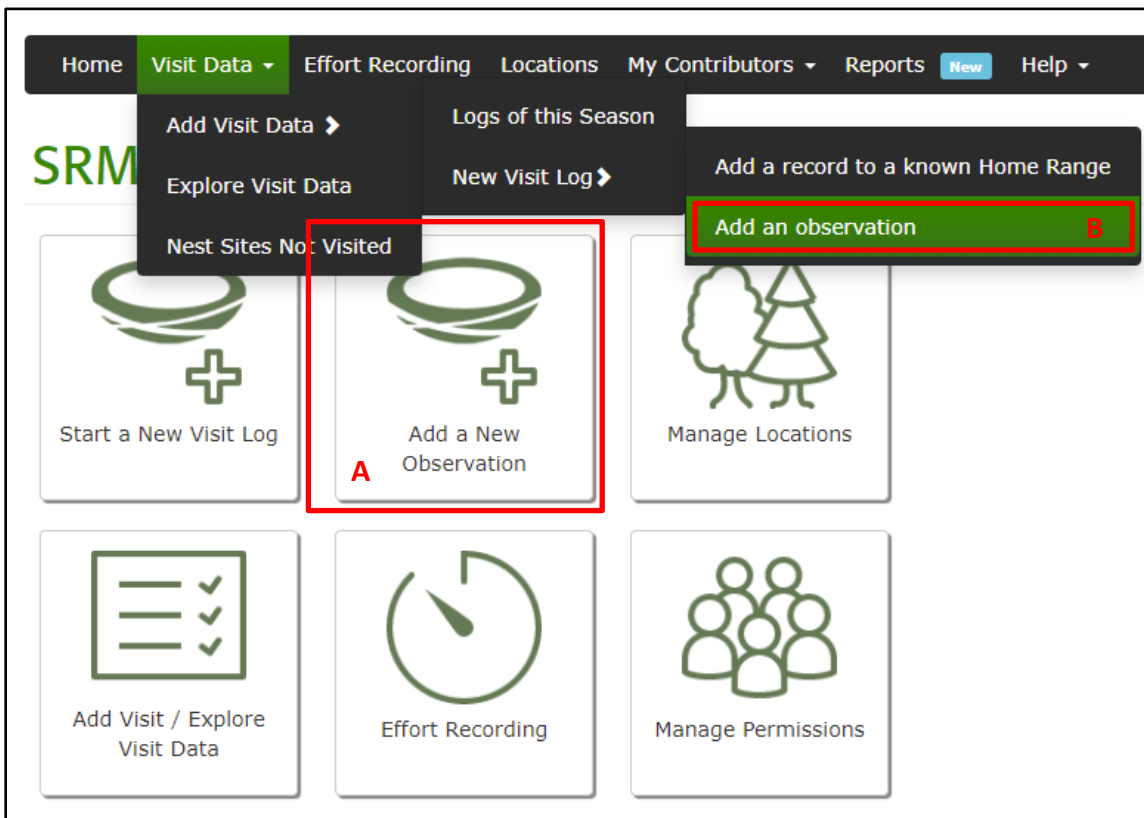 Home Visit Data Effort Recording Locations My Contributors Reports New Help
Add Visit Data
Explore Visit Data
Nest Sites Not Visited
Logs of this Season
New Visit Log
Add a record to a known Home Range
Add an observation B
SRM
Start a New Visit Log
Add a New
Observation
A
Manage Locations
Add Visit / Explore
Visit Data
Effort Recording
Manage Permissions